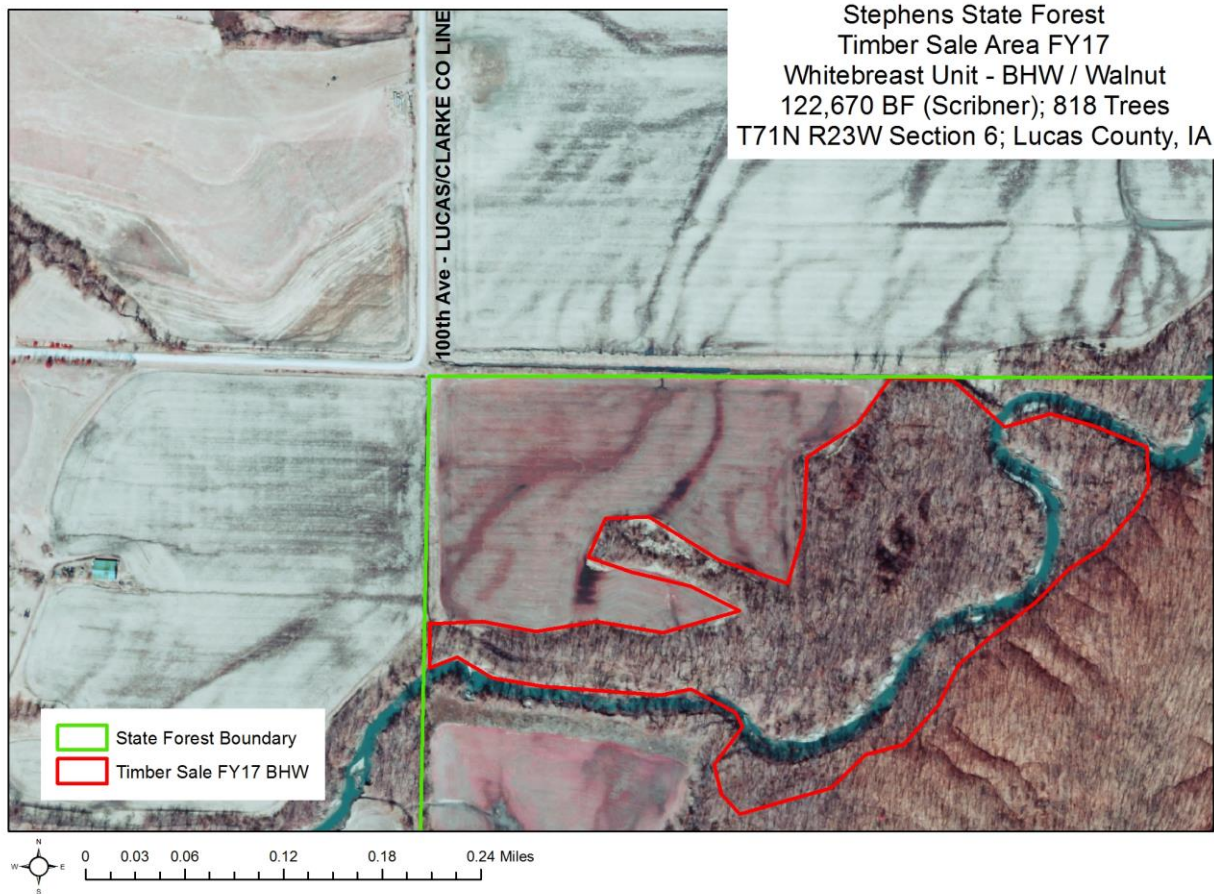 Stephens State Forest
Timber Sale Area FY17
Whitebreast Unit - BHW / Walnut
122,670 BF (Scribner); 818 Trees
T71N R23W Section 6; Lucas County, IA
100th Ave - LUCAS/CLARKE CO LINE
State Forest Boundary
Timber Sale FY17 BHW
N
W E
S
0 0.03 0.06 0.12 0.18 0.24 Miles